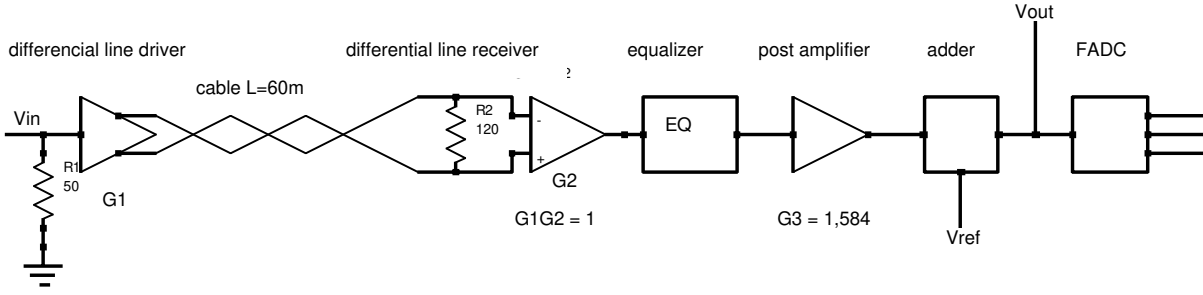 Vout
differencial line driver
differential line receiver
equalizer
post amplifier
adder
FADC
cable L=60m
Vin
R2
120
-
+
EQ
R1
50
G1
G2
G1G2 = 1
G3 = 1,584
Vref